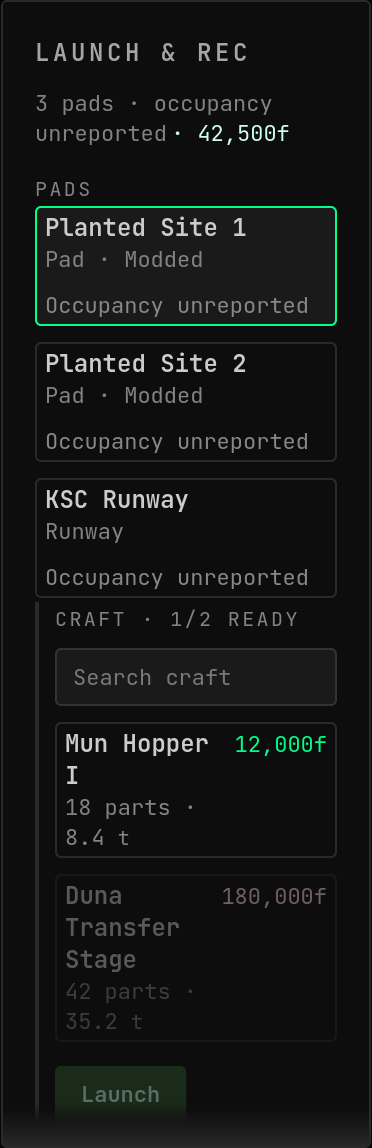 LAUNCH & REC
3 pads · occupancy
unreported · 42,500f
PADS
Planted Site 1
Pad · Modded
Occupancy unreported
Planted Site 2
Pad · Modded
Occupancy unreported
KSC Runway
Runway
Occupancy unreported
CRAFT · 1/2 READY
Search craft
Mun Hopper 12,000f
I
18 parts ·
8.4 t
Duna 180,000f
Transfer
Stage
42 parts ·
35.2 t
Launch